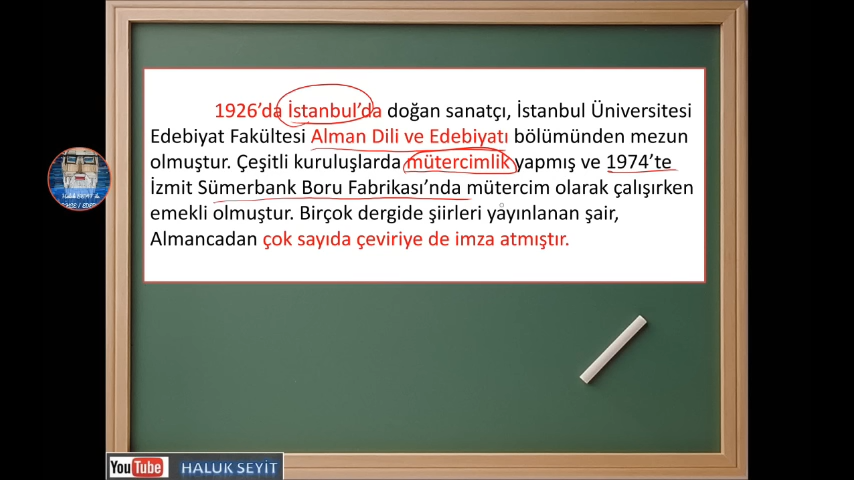 1926'da İstanbul'da doğan sanatçı, İstanbul Üniversitesi
Edebiyat Fakültesi Alman Dili ve Edebiyatı bölümünden mezun
olmuştur. Çeşitli kuruluşlarda mütercimlik yapmış ve 1974'te
İzmit Sümerbank Boru Fabrikası'nda mütercim olarak çalışırken
emekli olmuştur. Birçok dergide şiirleri yayınlanan şair,
Almancadan çok sayıda çeviriye de imza atmıştır.
YouTube HALUK SEYİT